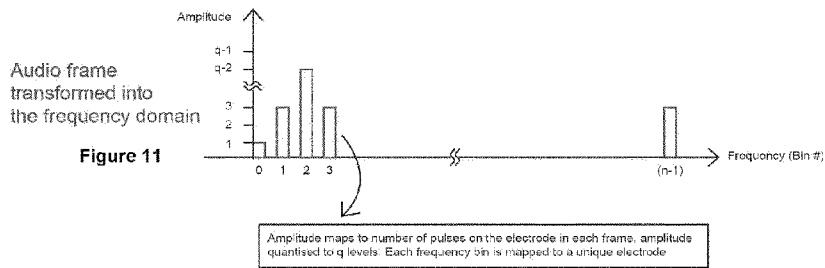 Amplitude
q-1
q-2
Audio frame
transformed into
the frequency domain
3
2
1
Figure 11
0 1 2 3 (n-1)
Frequency (Bin #)
Amplitude maps to number of pulses on the electrode in each frame, amplitude
quantised to q levels. Each frequency bin is mapped to a unique electrode